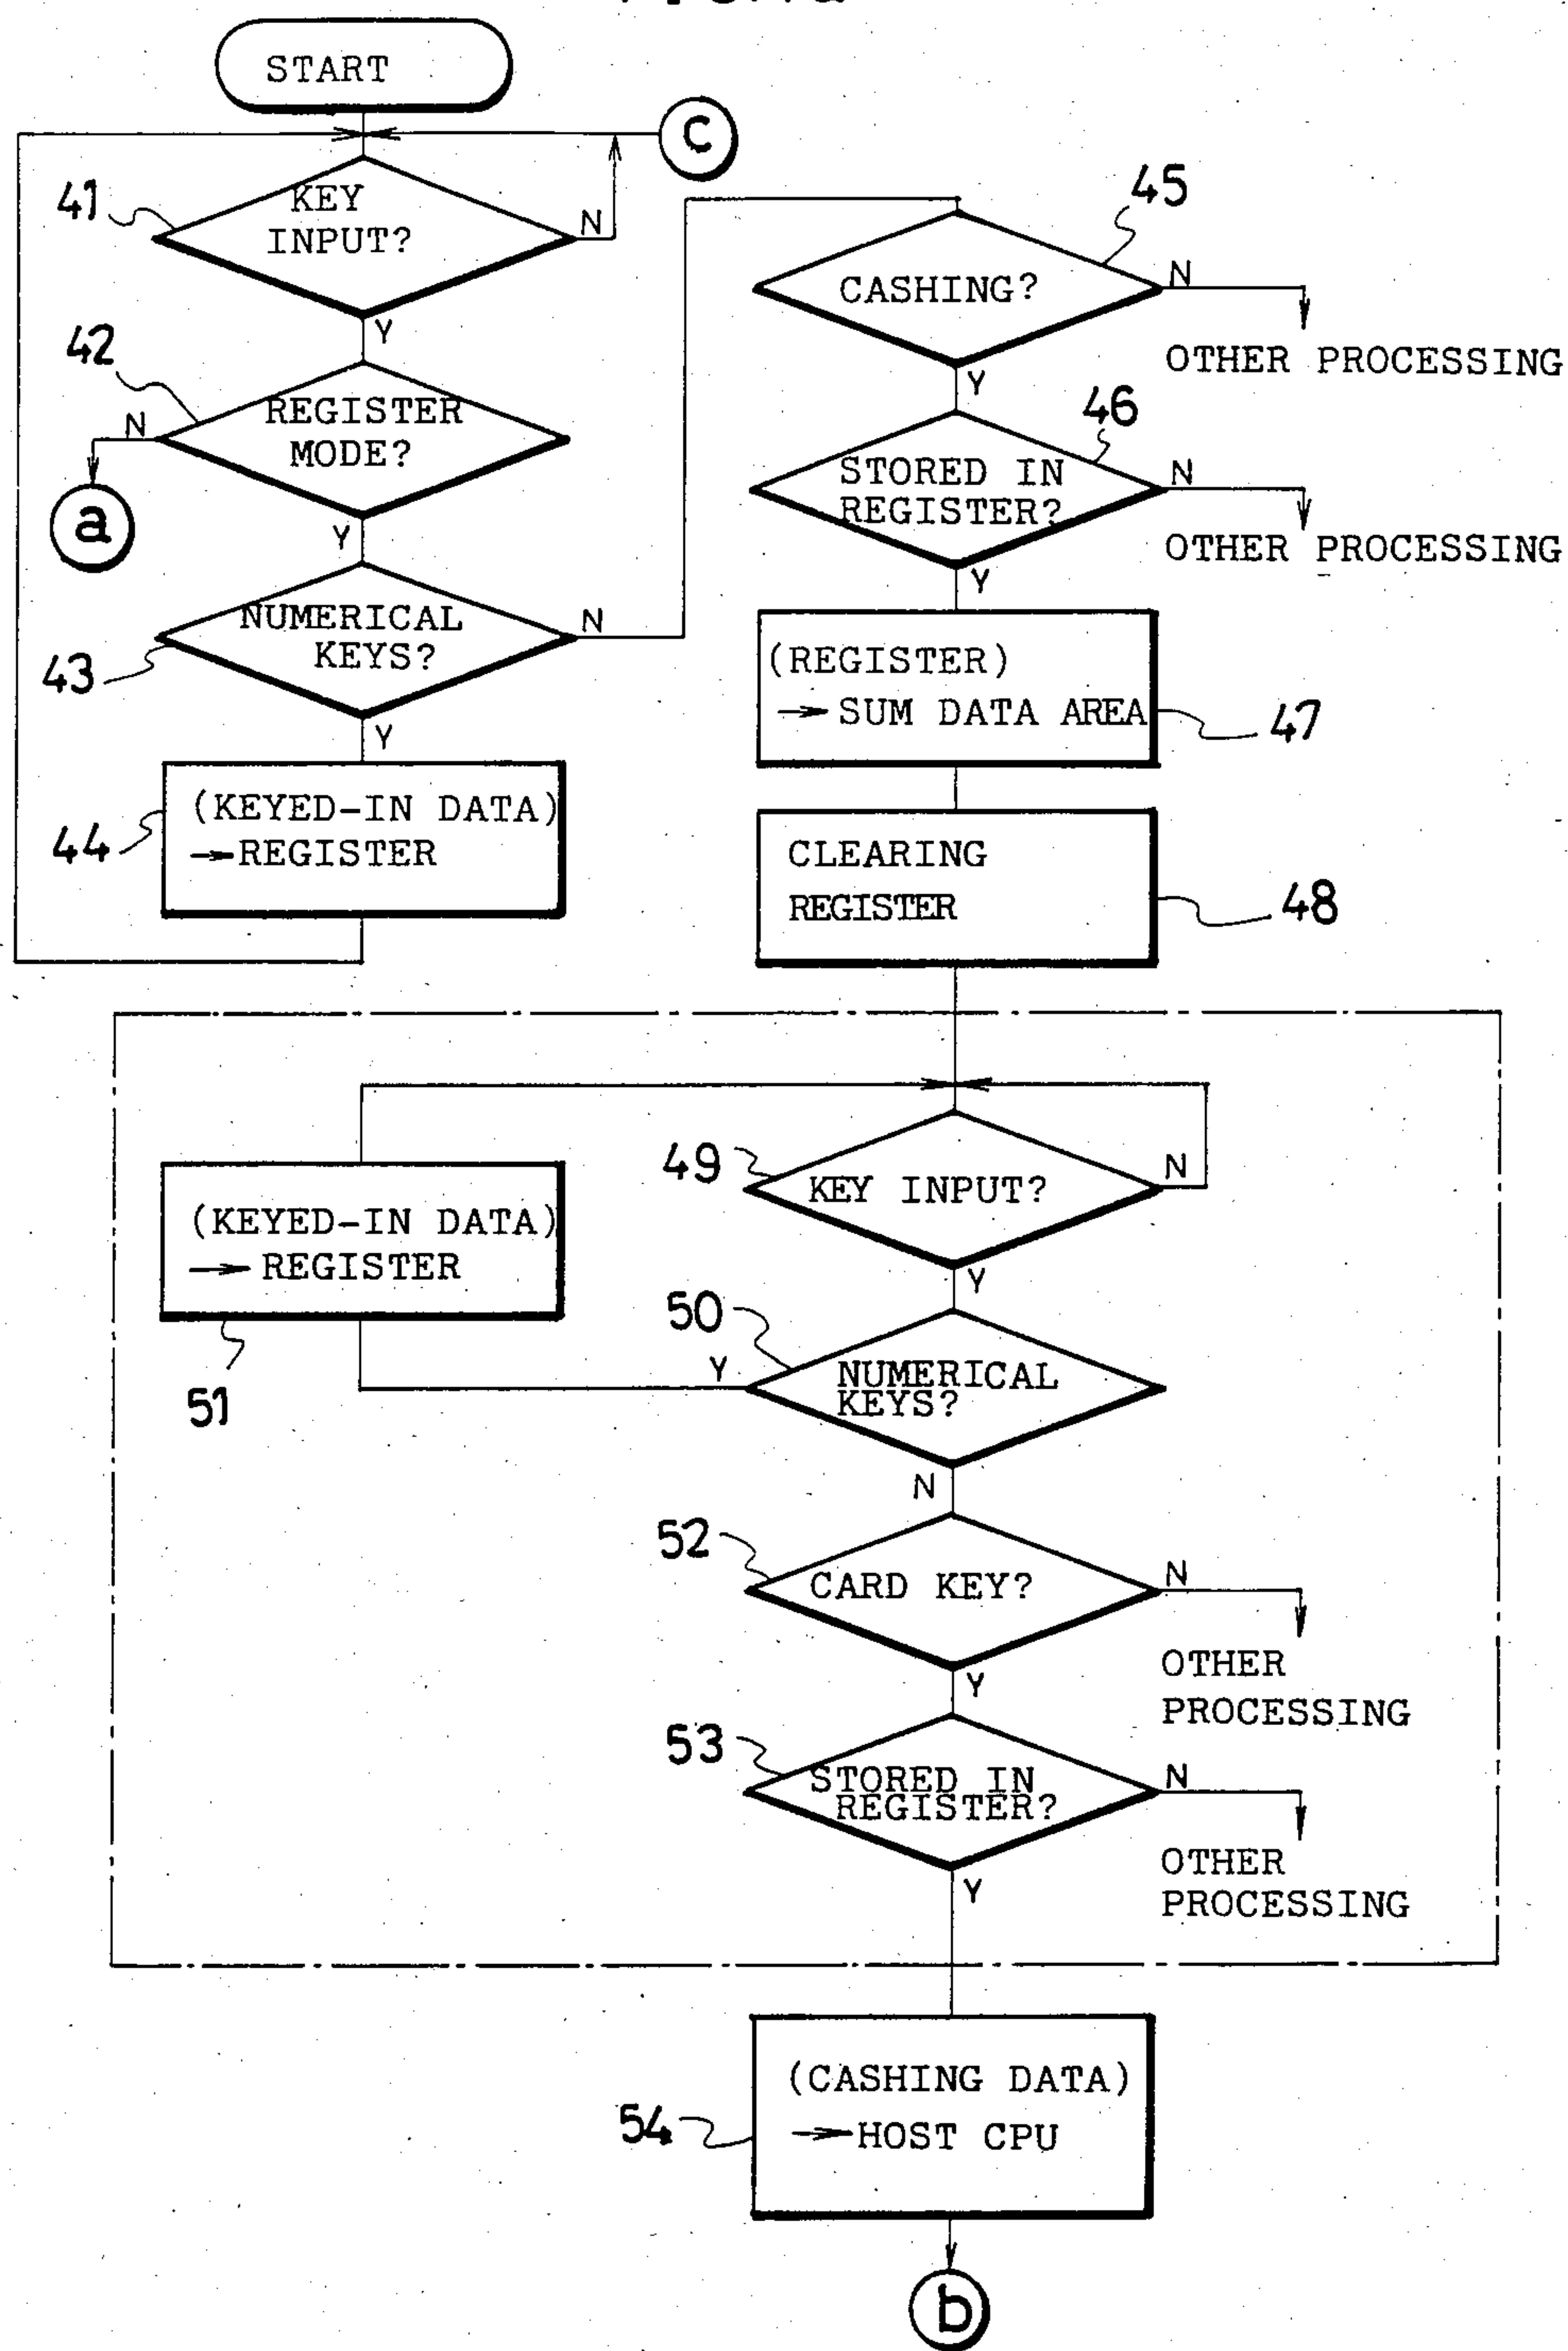 START
C
41
KEY
INPUT?
N
Y
42
REGISTER
MODE?
N
a
Y
43
NUMERICAL
KEYS?
N
Y
44
(KEYED-IN DATA)
→REGISTER
45
CASHING?
N
OTHER PROCESSING
Y
46
STORED IN
REGISTER?
N
OTHER PROCESSING
Y
(REGISTER)
→ SUM DATA AREA
47
CLEARING
REGISTER
48
49
KEY INPUT?
N
Y
50
NUMERICAL
KEYS?
Y
(KEYED-IN DATA)
→ REGISTER
51
N
52
CARD KEY?
N
OTHER
PROCESSING
Y
53
STORED IN
REGISTER?
N
OTHER
PROCESSING
Y
54
(CASHING DATA)
→HOST CPU
b